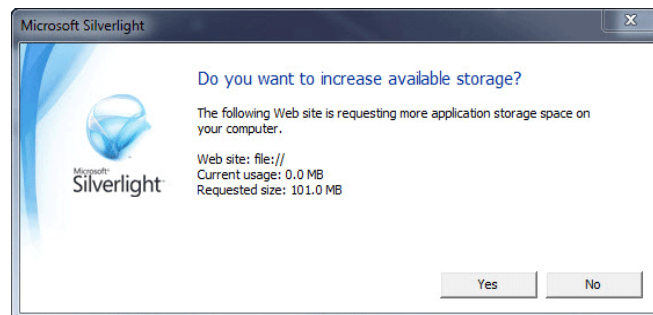 Microsoft Silverlight
X
Do you want to increase available storage?
The following Web site is requesting more application storage space on
your computer.
Web site: file://
Current usage: 0.0 MB
Requested size: 101.0 MB
Microsoft
Silverlight
Yes No